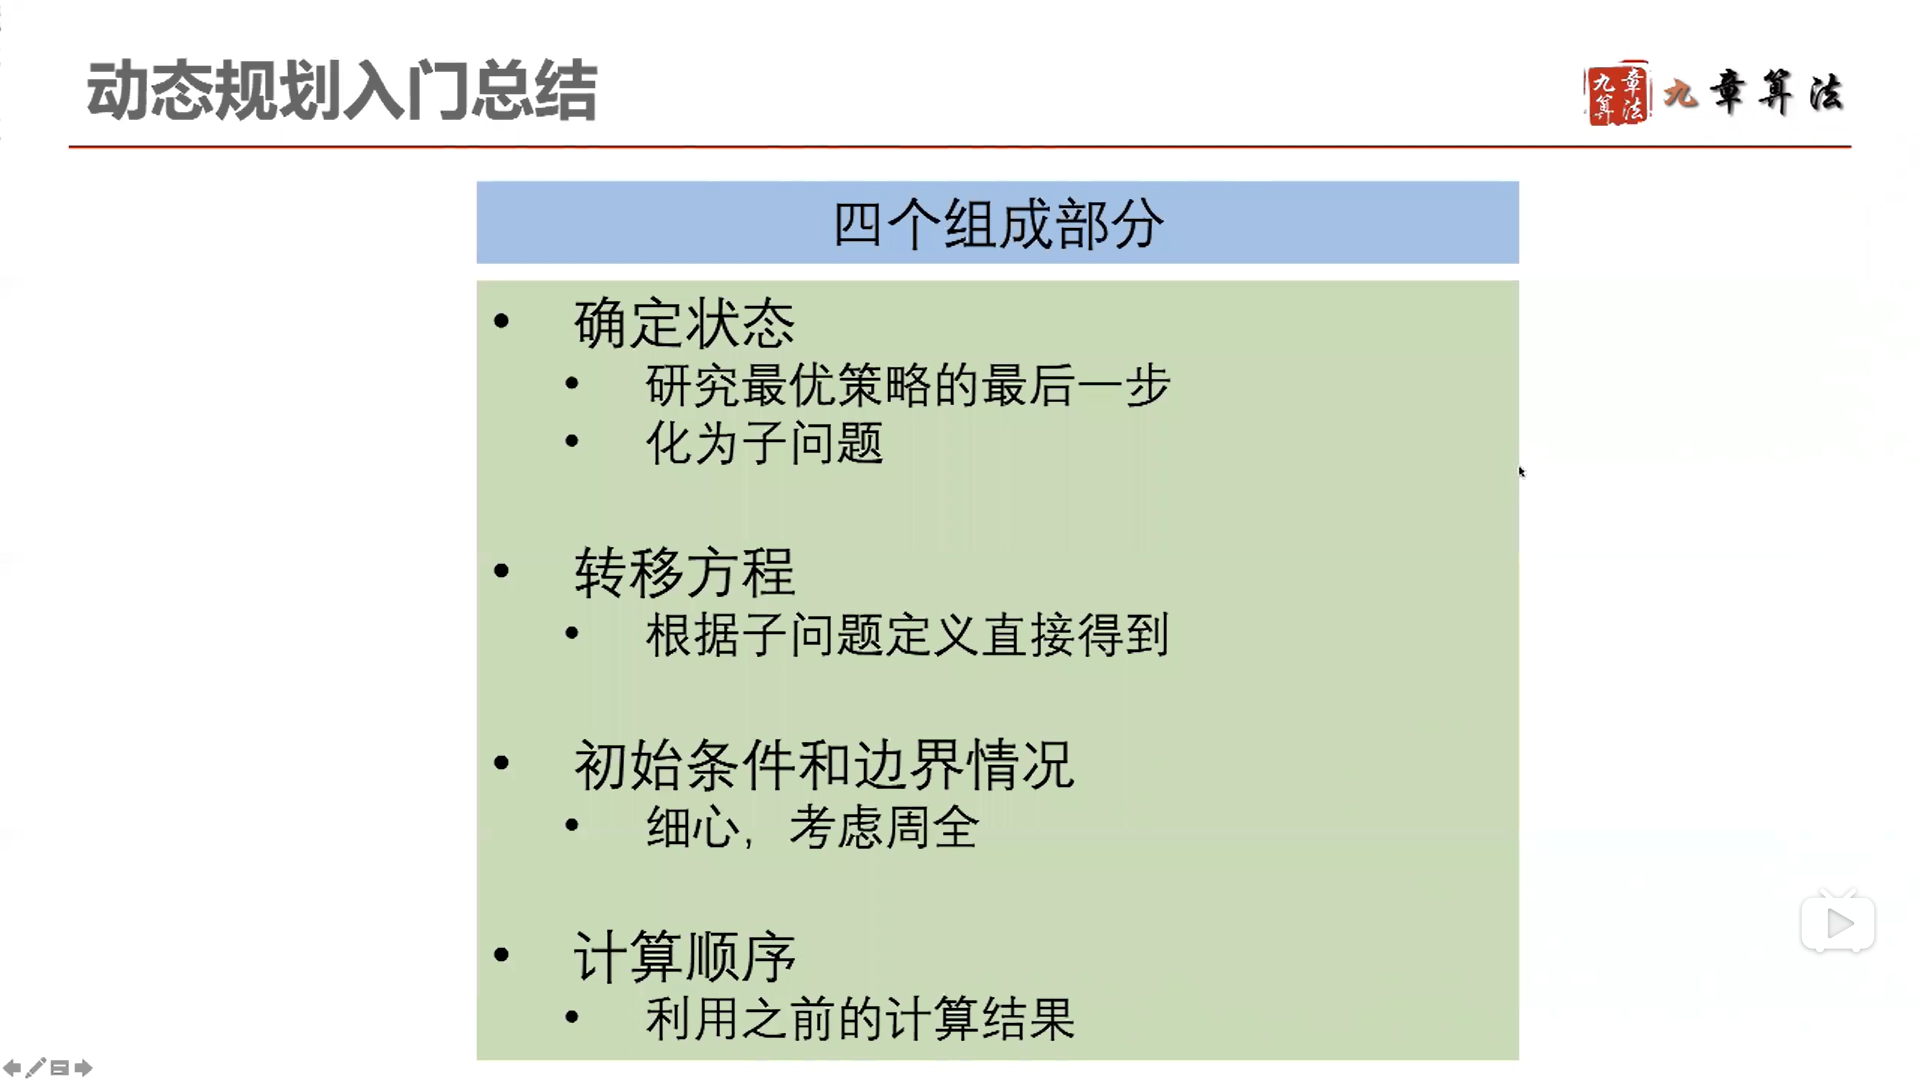 动态规划入门总结
九章算法
九章算法
四个组成部分
• 确定状态
• 研究最优策略的最后一步
• 化为子问题
• 转移方程
• 根据子问题定义直接得到
• 初始条件和边界情况
• 细心，考虑周全
• 计算顺序
• 利用之前的计算结果